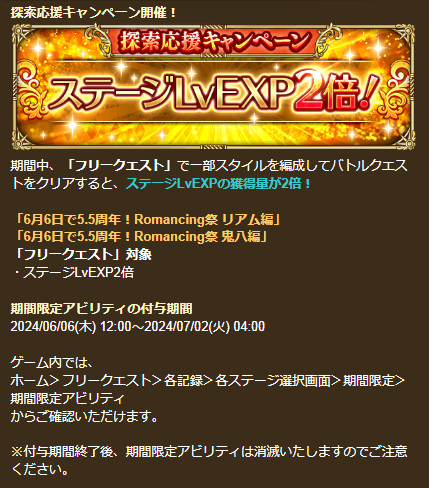 探索応援キャンペーン開催！
探索応援キャンペーン
ステージLvEXP2倍!
期間中、「フリークエスト」で一部スタイルを編成してバトルクエス
トをクリアすると、ステージLvEXPの獲得量が2倍！
「6月6日で5.5周年！Romancing祭 リアム編」
「6月6日で5.5周年！Romancing祭 鬼八編」
「フリークエスト」対象
・ステージLvEXP2倍
期間限定アビリティの付与期間
2024/06/06(木) 12:00～2024/07/02(火) 04:00
ゲーム内では、
ホーム＞フリークエスト＞各記録＞各ステージ選択画面＞期間限定＞
期間限定アビリティ
からご確認いただけます。
※付与期間終了後、期間限定アビリティは消滅いたしますのでご注意
ください。